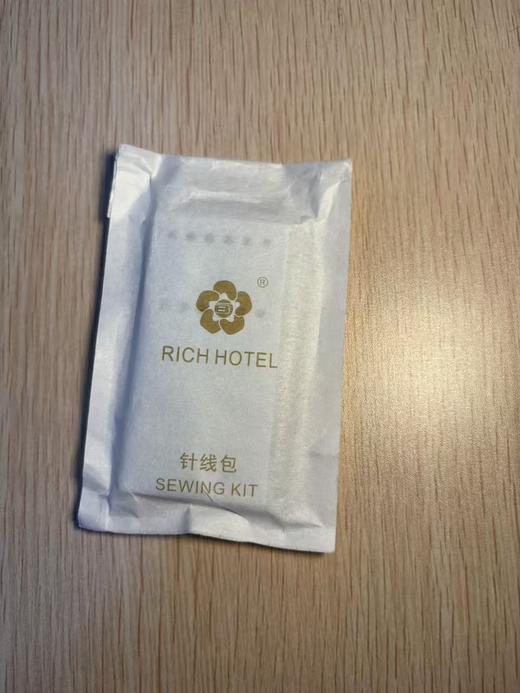 ®
RICH HOTEL
针线包
SEWING KIT